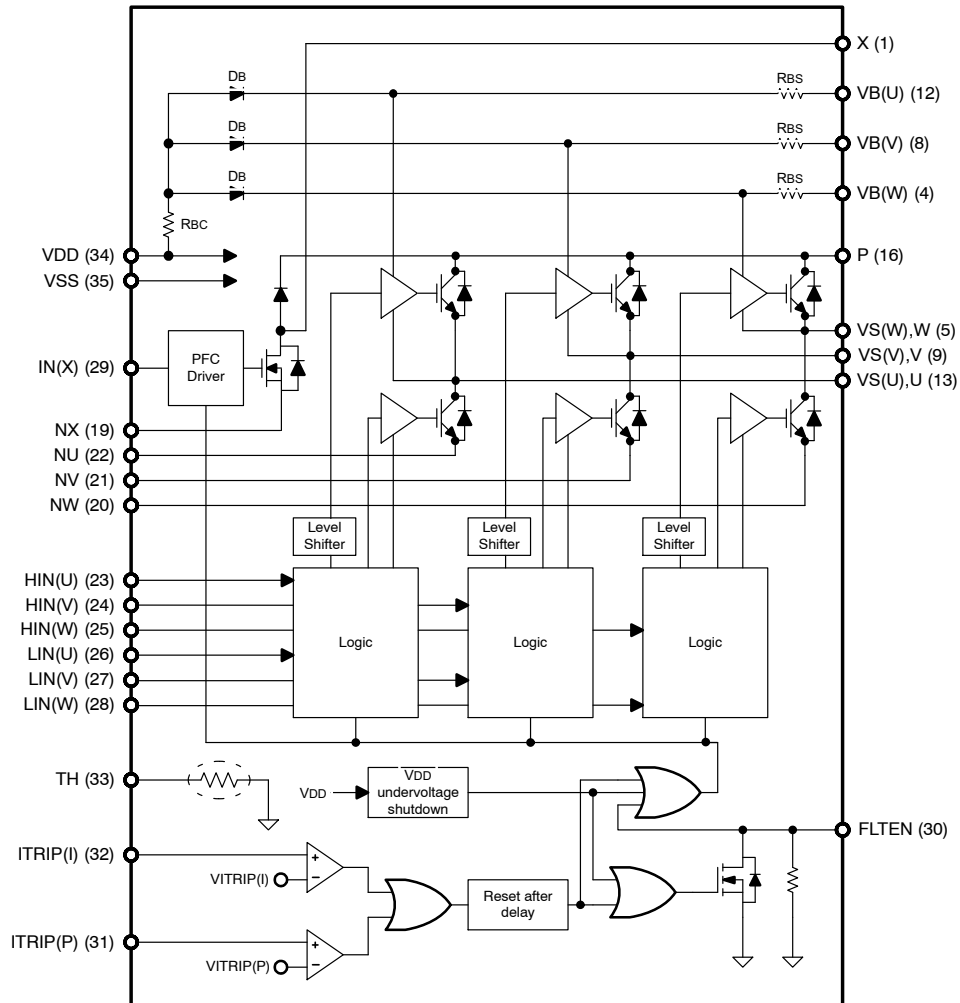 X (1)
DB
RBS
VB(U) (12)
DB
RBS
VB(V) (8)
DB
RBS
VB(W) (4)
RBC
VDD (34)
P (16)
VSS (35)
VS(W),W (5)
PFC
Driver
IN(X) (29)
VS(V),V (9)
VS(U),U (13)
NX (19)
NU (22)
NV (21)
NW (20)
Level
Shifter
Level
Shifter
Level
Shifter
HIN(U) (23)
HIN(V) (24)
HIN(W) (25)
LIN(U) (26)
LIN(V) (27)
LIN(W) (28)
Logic
Logic
Logic
TH (33)
VDD
VDD
undervoltage
shutdown
FLTEN (30)
ITRIP(I) (32)
+
−
VITRIP(I)
Reset after
delay
ITRIP(P) (31)
+
−
VITRIP(P)